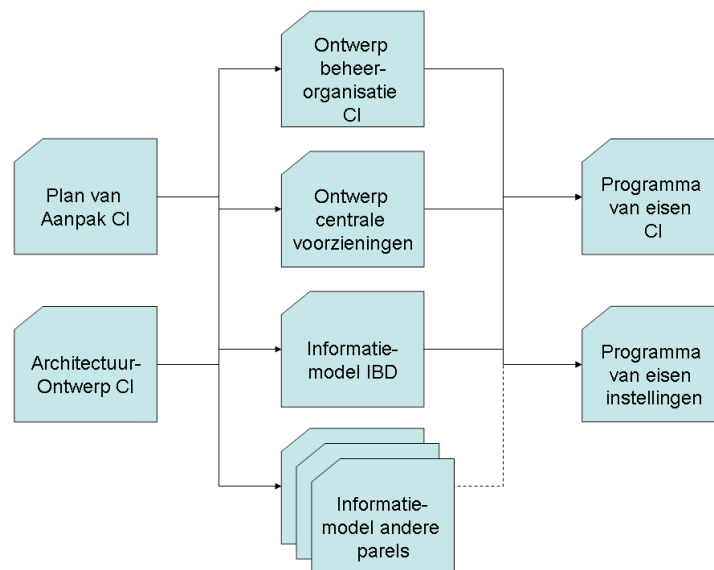 Ontwerp
beheer-
organisatie
CI
Plan van
Aanpak CI
Ontwerp
centrale
voorzieningen
Programma
van eisen
CI
Architectuur-
Ontwerp CI
Informatie-
model IBD
Programma
van eisen
instellingen
Informatie-
model andere
parels